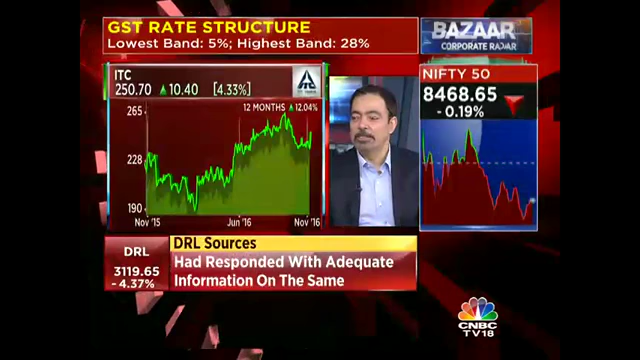 GST RATE STRUCTURE
Lowest Band: 5%; Highest Band: 28%
BAZAAR
CORPORATE RADAR
ITC
250.70 ▲ 10.40 [4.33%]
12 MONTHS ▲ 12.04%
265
228
190
Nov '15 Jun '16 Nov '16
NIFTY 50
8468.65
- 0.19%
DRL
3119.65
- 4.37%
DRL Sources
Had Responded With Adequate
Information On The Same
CNBC
TV18